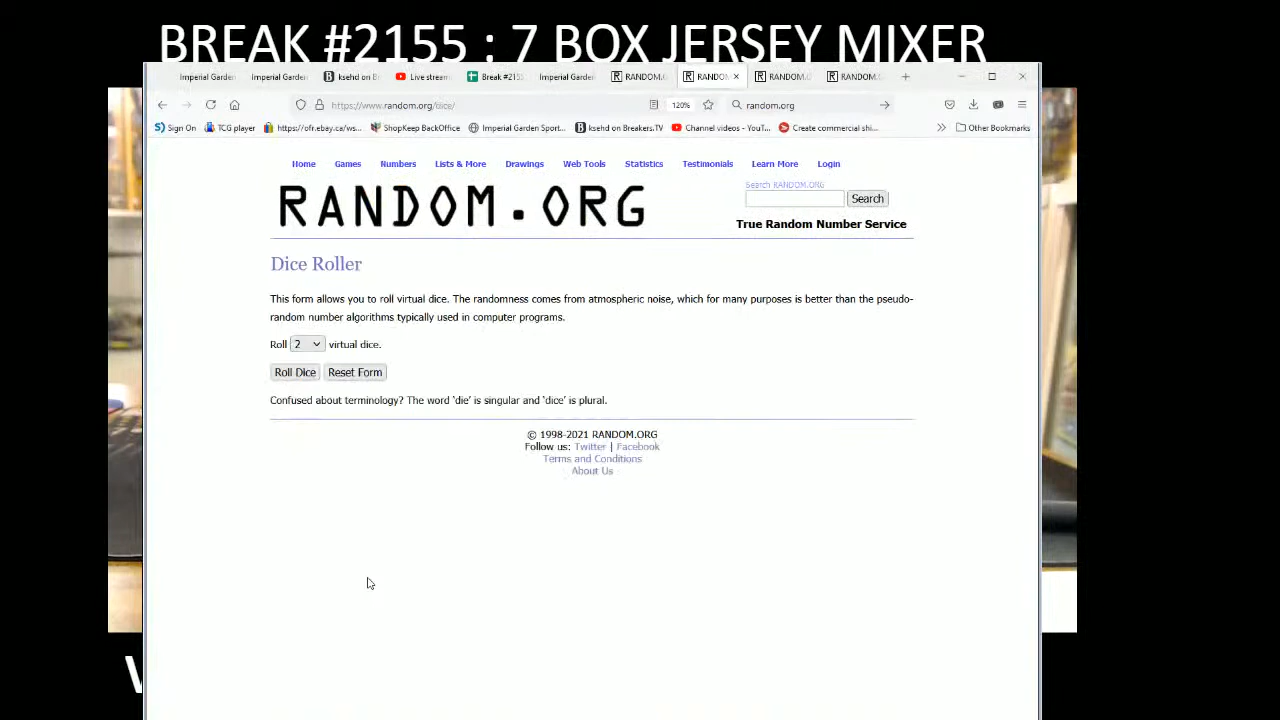 BREAK #2155 : 7 BOX JERSEY MIXER
Imperial Garden
Imperial Garden
ksehd on B
Live stream
Break #2155
Imperial Garden
RANDOM.O
RANDOM
RANDOM.O
RANDOM.
https://www.random.org/dice/
120%
random.org
Sign On
TCG player
https://ofr.ebay.ca/ws...
ShopKeep BackOffice
Imperial Garden Sport...
ksehd on Breakers.TV
Channel videos - YouT...
Create commercial shi...
Other Bookmarks
Home Games Numbers Lists & More Drawings Web Tools Statistics Testimonials Learn More Login
RANDOM.ORG
Search RANDOM.ORG
Search
True Random Number Service
Dice Roller
This form allows you to roll virtual dice. The randomness comes from atmospheric noise, which for many purposes is better than the pseudo-
random number algorithms typically used in computer programs.
Roll 2 virtual dice.
Roll Dice Reset Form
Confused about terminology? The word 'die' is singular and 'dice' is plural.
© 1998-2021 RANDOM.ORG
Follow us: Twitter | Facebook
Terms and Conditions
About Us